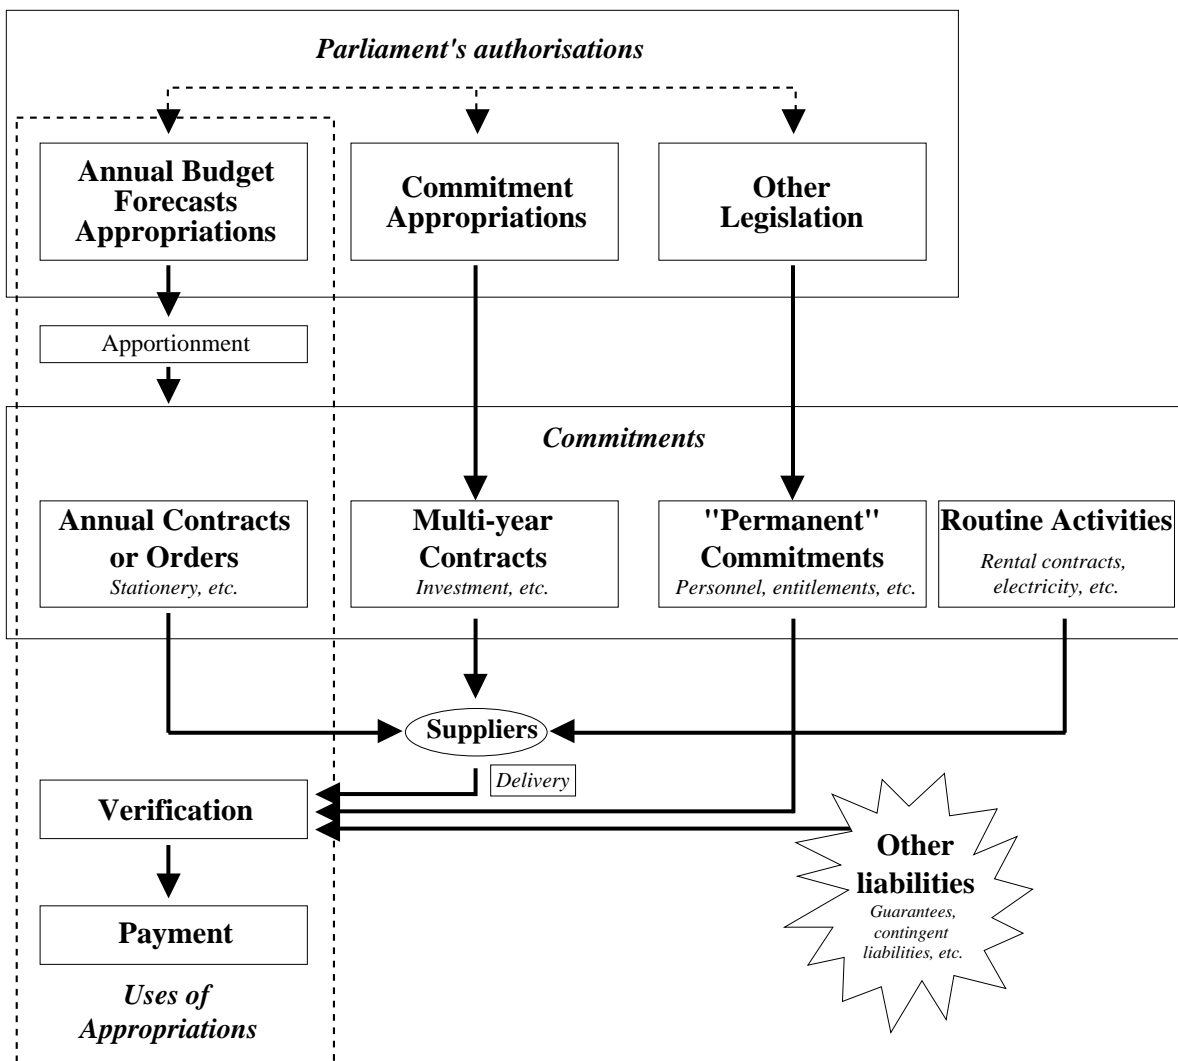 Parliament's authorisations
Annual Budget
Forecasts
Appropriations
Commitment
Appropriations
Other
Legislation
Apportionment
Commitments
Annual Contracts
or Orders
Stationery, etc.
Multi-year
Contracts
Investment, etc.
"Permanent"
Commitments
Personnel, entitlements, etc.
Routine Activities
Rental contracts,
electricity, etc.
Suppliers
Delivery
Verification
Other
liabilities
Guarantees,
contingent
liabilities, etc.
Payment
Uses of
Appropriations